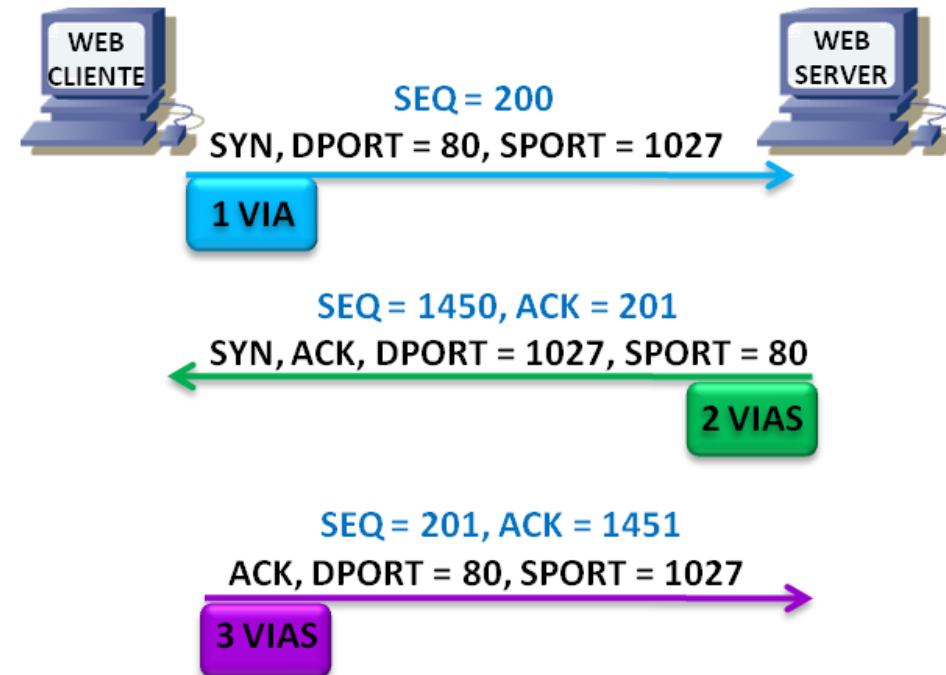 WEB
CLIENTE
WEB
SERVER
SEQ = 200
SYN, DPORT = 80, SPORT = 1027
1 VIA
SEQ = 1450, ACK = 201
SYN, ACK, DPORT = 1027, SPORT = 80
2 VIAS
SEQ = 201, ACK = 1451
ACK, DPORT = 80, SPORT = 1027
3 VIAS